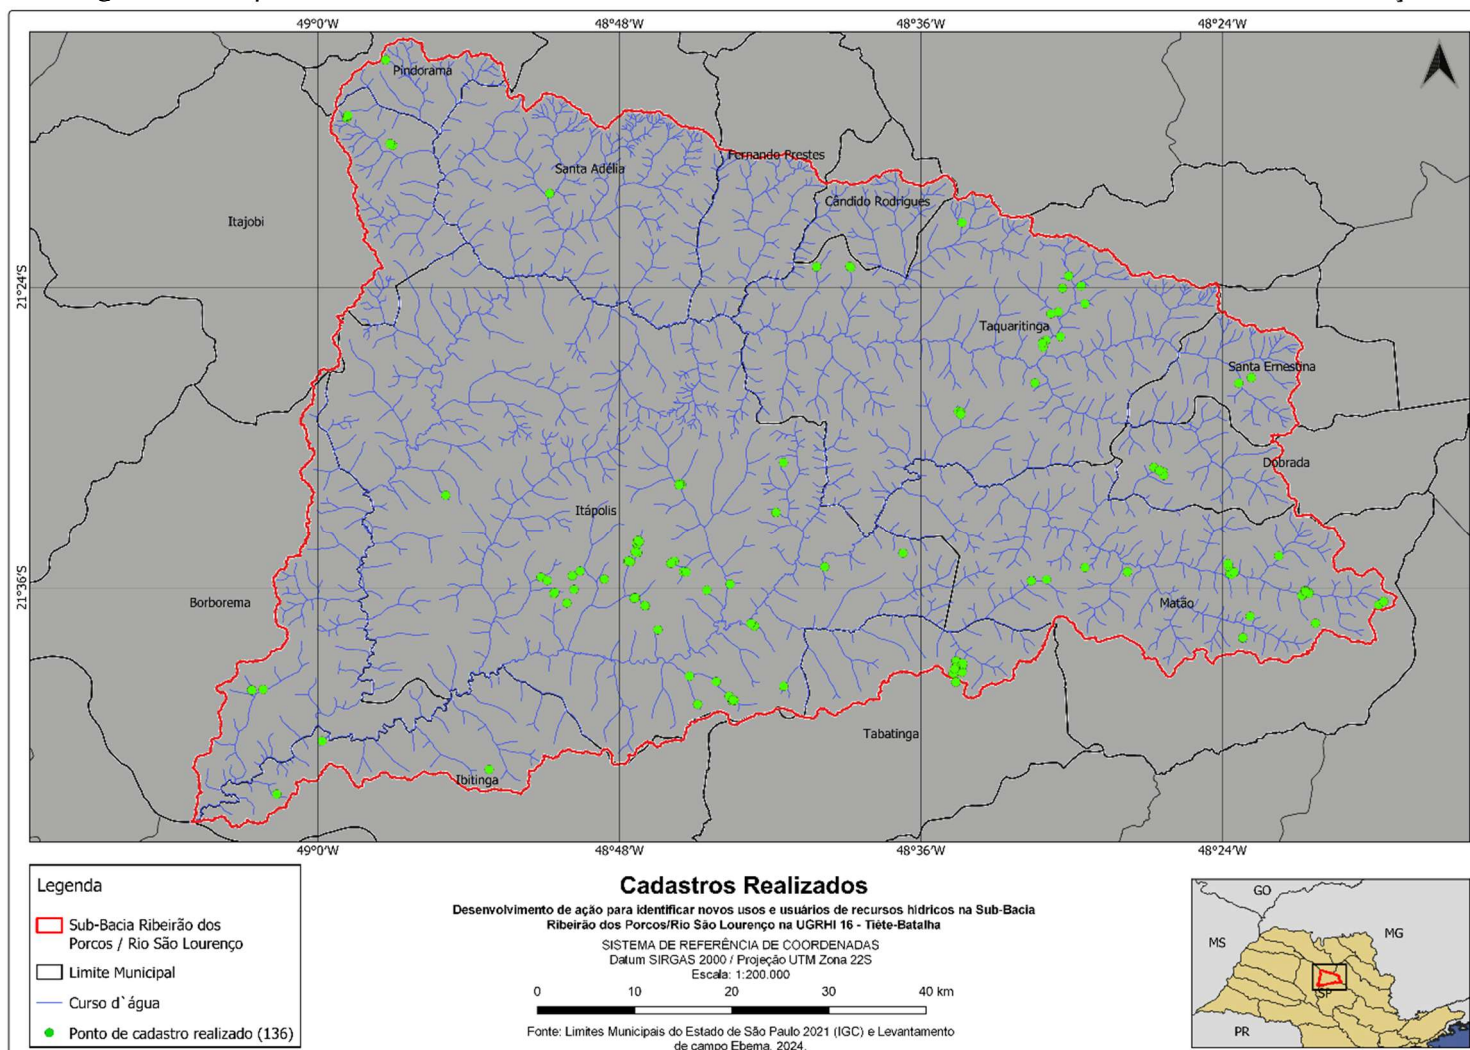 49°0'W 48°48'W 48°36'W 48°24'W
Pindorama
Fernando Prestes
Santa Adélia
Cândido Rodrigues
Itajobi
21°24'S
Taquaritinga
Santa Ernestina
Dobrada
Itápolis
21°36'S
Borborema
Matão
Tabatinga
Ibitinga
49°0'W 48°48'W 48°36'W 48°24'W
Legenda
Sub-Bacia Ribeirão dos
Porcos / Rio São Lourenço
Limite Municipal
Curso d`água
Ponto de cadastro realizado (136)
Cadastros Realizados
Desenvolvimento de ação para identificar novos usos e usuários de recursos hídricos na Sub-Bacia
Ribeirão dos Porcos/Rio São Lourenço na UGRHI 16 - Tiête-Batalha
SISTEMA DE REFERÊNCIA DE COORDENADAS
Datum SIRGAS 2000 / Projeção UTM Zona 22S
Escala: 1:200.000
0 10 20 30 40 km
Fonte: Limites Municipais do Estado de São Paulo 2021 (IGC) e Levantamento
de campo Ebema, 2024.
GO
MS
MG
SP
PR